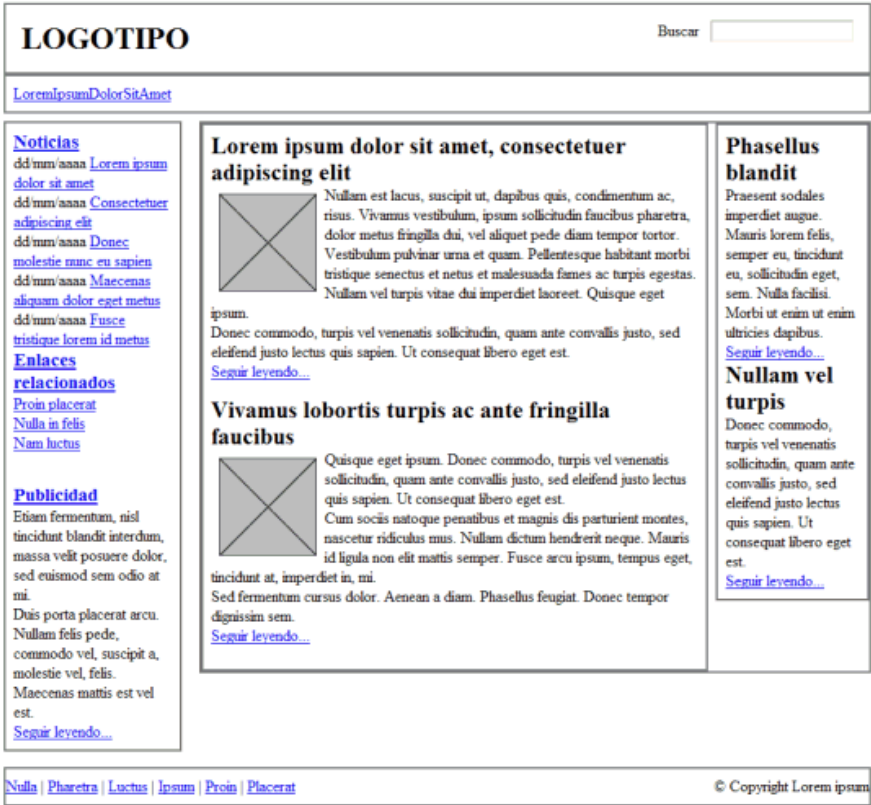 LOGOTIPO
Buscar
LoremIpsumDolorSitAmet
Noticias
dd/mm/aaaa Lorem ipsum
dolor sit amet
dd/mm/aaaa Consectetuer
adipiscing elit
dd/mm/aaaa Donec
molestie nunc eu sapien
dd/mm/aaaa Maecenas
aliquam dolor eget metus
dd/mm/aaaa Fusce
tristique lorem id metus
Enlaces
relacionados
Proin placerat
Nulla in felis
Nam luctus
Publicidad
Etiam fermentum, nisl
tincidunt blandit interdum,
massa velit posuere dolor,
sed euismod sem odio at
mi.
Duis porta placerat arcu.
Nullam felis pede,
commodo vel, suscipit a,
molestie vel, felis.
Maecenas mattis est vel
est.
Seguir leyendo...
Lorem ipsum dolor sit amet, consectetuer
adipiscing elit
Nullam est lacus, suscipit ut, dapibus quis, condimentum ac,
risus. Vivamus vestibulum, ipsum sollicitudin faucibus pharetra,
dolor metus fringilla dui, vel aliquet pede diam tempor tortor.
Vestibulum pulvinar urna et quam. Pellentesque habitant morbi
tristique senectus et netus et malesuada fames ac turpis egestas.
Nullam vel turpis vitae dui imperdiet laoreet. Quisque eget
ipsum.
Donec commodo, turpis vel venenatis sollicitudin, quam ante convallis justo, sed
eleifend justo lectus quis sapien. Ut consequat libero eget est.
Seguir leyendo...
Vivamus lobortis turpis ac ante fringilla
faucibus
Quisque eget ipsum. Donec commodo, turpis vel venenatis
sollicitudin, quam ante convallis justo, sed eleifend justo lectus
quis sapien. Ut consequat libero eget est.
Cum sociis natoque penatibus et magnis dis parturient montes,
nascetur ridiculus mus. Nullam dictum hendrerit neque. Mauris
id ligula non elit mattis semper. Fusce arcu ipsum, tempus eget,
tincidunt at, imperdiet in, mi.
Sed fermentum cursus dolor. Aenean a diam. Phasellus feugiat. Donec tempor
dignissim sem.
Seguir leyendo...
Phasellus
blandit
Praesent sodales
imperdiet augue.
Mauris lorem felis,
semper eu, tincidunt
eu, sollicitudin eget,
sem. Nulla facilisi.
Morbi ut enim ut enim
ultricies dapibus.
Seguir leyendo...
Nullam vel
turpis
Donec commodo,
turpis vel venenatis
sollicitudin, quam ante
convallis justo, sed
eleifend justo lectus
quis sapien. Ut
consequat libero eget
est.
Seguir leyendo...
Nulla | Pharetra | Luctus | Ipsum | Proin | Placerat
© Copyright Lorem ipsum